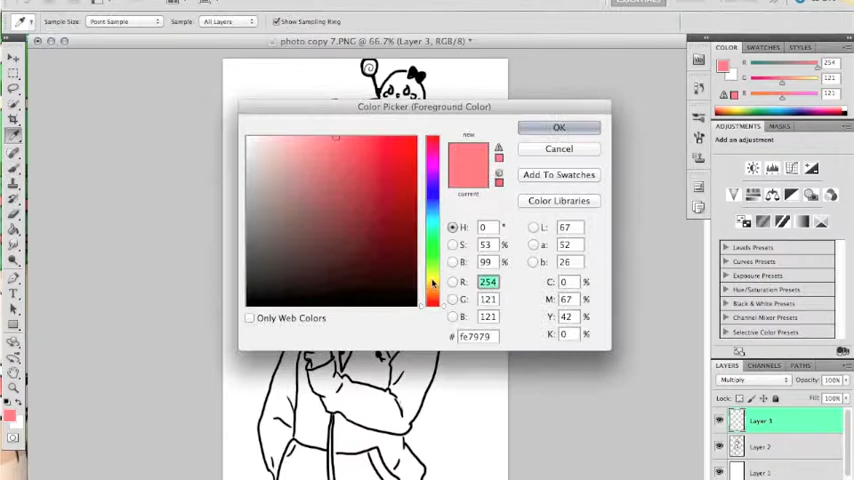 ESSENTIALS
Sample Size: Point Sample Sample: All Layers Show Sampling Ring
photo copy 7.PNG @ 66.7% (Layer 3, RGB/8) *
Color Picker (Foreground Color)
new
current
OK
Cancel
Add To Swatches
Color Libraries
H: 0 °
S: 53 %
B: 99 %
R: 254
G: 121
B: 121
# fe7979
L: 67
a: 52
b: 26
C: 0 %
M: 67 %
Y: 42 %
K: 0 %
Only Web Colors
COLOR SWATCHES STYLES
R 254
G 121
B 121
ADJUSTMENTS MASKS
Add an adjustment
Levels Presets
Curves Presets
Exposure Presets
Hue/Saturation Presets
Black & White Presets
Channel Mixer Presets
Selective Color Presets
LAYERS CHANNELS PATHS
Multiply Opacity: 100%
Lock: Fill: 100%
Layer 3
Layer 2
Layer 1